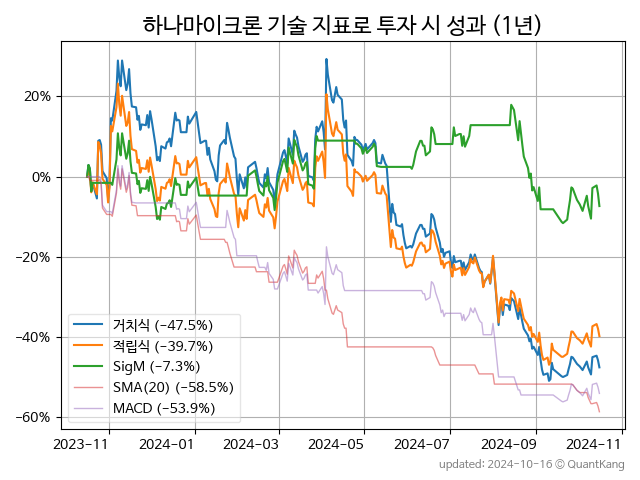 하나마이크론 기술 지표로 투자 시 성과 (1년)
20%
0%
−20%
−40%
−60%
거치식 (−47.5%)
적립식 (−39.7%)
SigM (−7.3%)
SMA(20) (−58.5%)
MACD (−53.9%)
2023-11
2024-01
2024-03
2024-05
2024-07
2024-09
2024-11
updated: 2024-10-16 © QuantKang